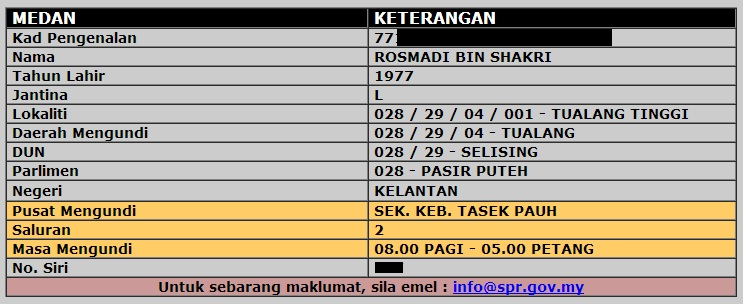 MEDAN KETERANGAN
Kad Pengenalan 77
Nama ROSMADI BIN SHAKRI
Tahun Lahir 1977
Jantina L
Lokaliti 028 / 29 / 04 / 001 - TUALANG TINGGI
Daerah Mengundi 028 / 29 / 04 - TUALANG
DUN 028 / 29 - SELISING
Parlimen 028 - PASIR PUTEH
Negeri KELANTAN
Pusat Mengundi SEK. KEB. TASEK PAUH
Saluran 2
Masa Mengundi 08.00 PAGI - 05.00 PETANG
No. Siri
Untuk sebarang maklumat, sila emel : info@spr.gov.my